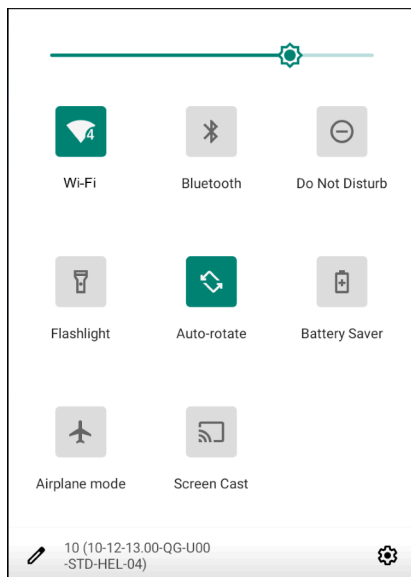 4
Wi-Fi Bluetooth Do Not Disturb
Flashlight Auto-rotate Battery Saver
Airplane mode Screen Cast
10 (10-12-13.00-QG-U00
-STD-HEL-04)